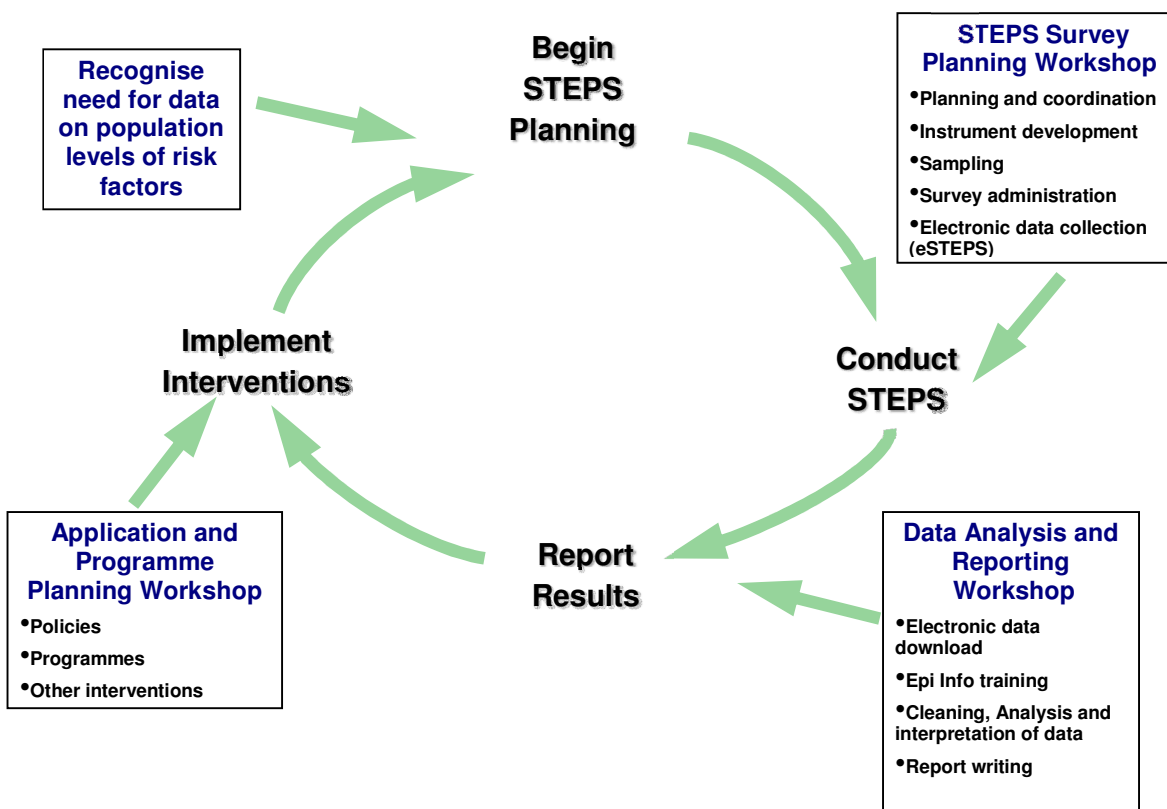 Recognise
need for data
on population
levels of risk
factors
Begin
STEPS
Planning
STEPS Survey
Planning Workshop
•Planning and coordination
•Instrument development
•Sampling
•Survey administration
•Electronic data collection
(eSTEPS)
Implement
Interventions
Conduct
STEPS
Application and
Programme
Planning Workshop
•Policies
•Programmes
•Other interventions
Report
Results
Data Analysis and
Reporting
Workshop
•Electronic data
download
•Epi Info training
•Cleaning, Analysis and
interpretation of data
•Report writing